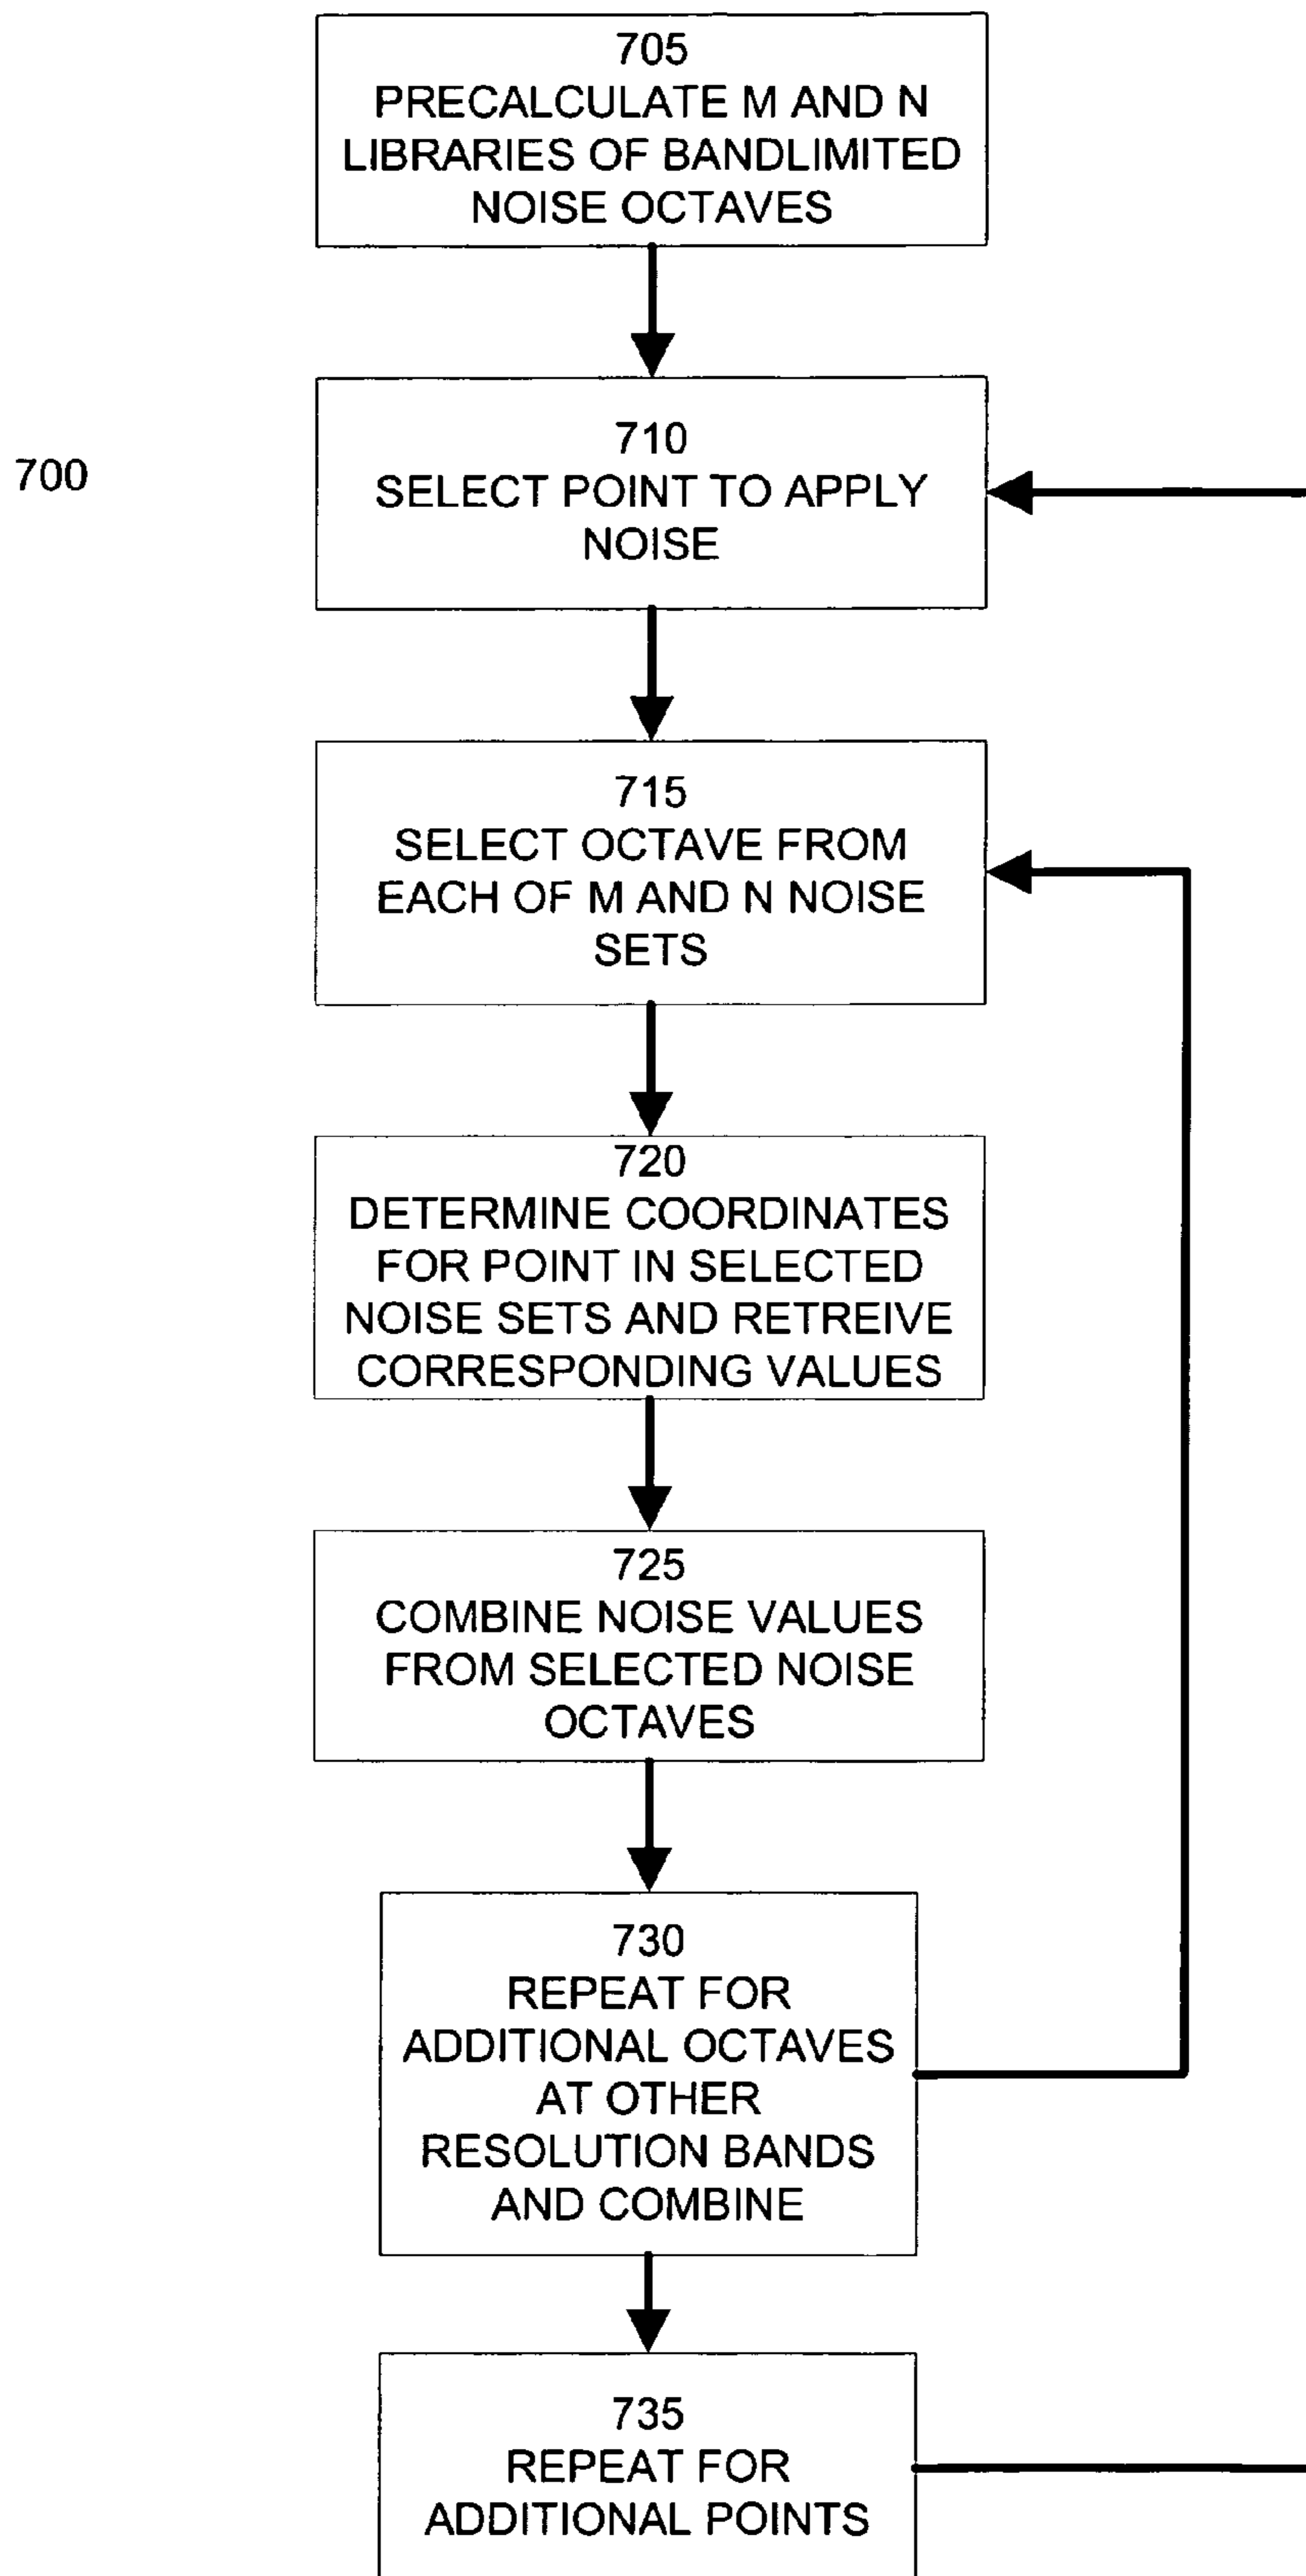 705
PRECALCULATE M AND N
LIBRARIES OF BANDLIMITED
NOISE OCTAVES
700
710
SELECT POINT TO APPLY
NOISE
715
SELECT OCTAVE FROM
EACH OF M AND N NOISE
SETS
720
DETERMINE COORDINATES
FOR POINT IN SELECTED
NOISE SETS AND RETREIVE
CORRESPONDING VALUES
725
COMBINE NOISE VALUES
FROM SELECTED NOISE
OCTAVES
730
REPEAT FOR
ADDITIONAL OCTAVES
AT OTHER
RESOLUTION BANDS
AND COMBINE
735
REPEAT FOR
ADDITIONAL POINTS